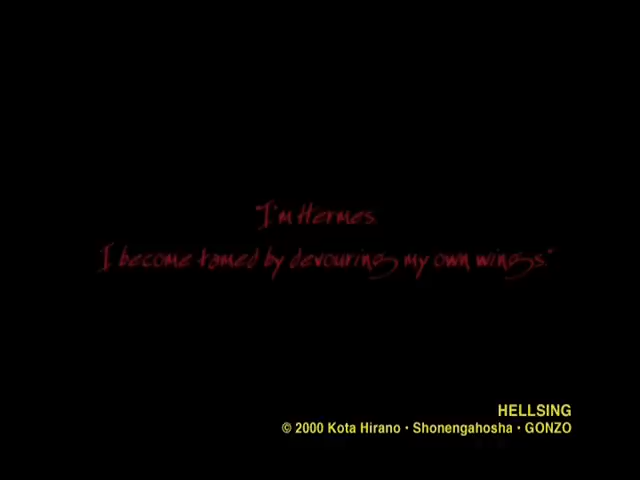 "I'm Hermes.
I become tamed by devouring my own wings."
HELLSING
© 2000 Kota Hirano · Shonengahosha · GONZO